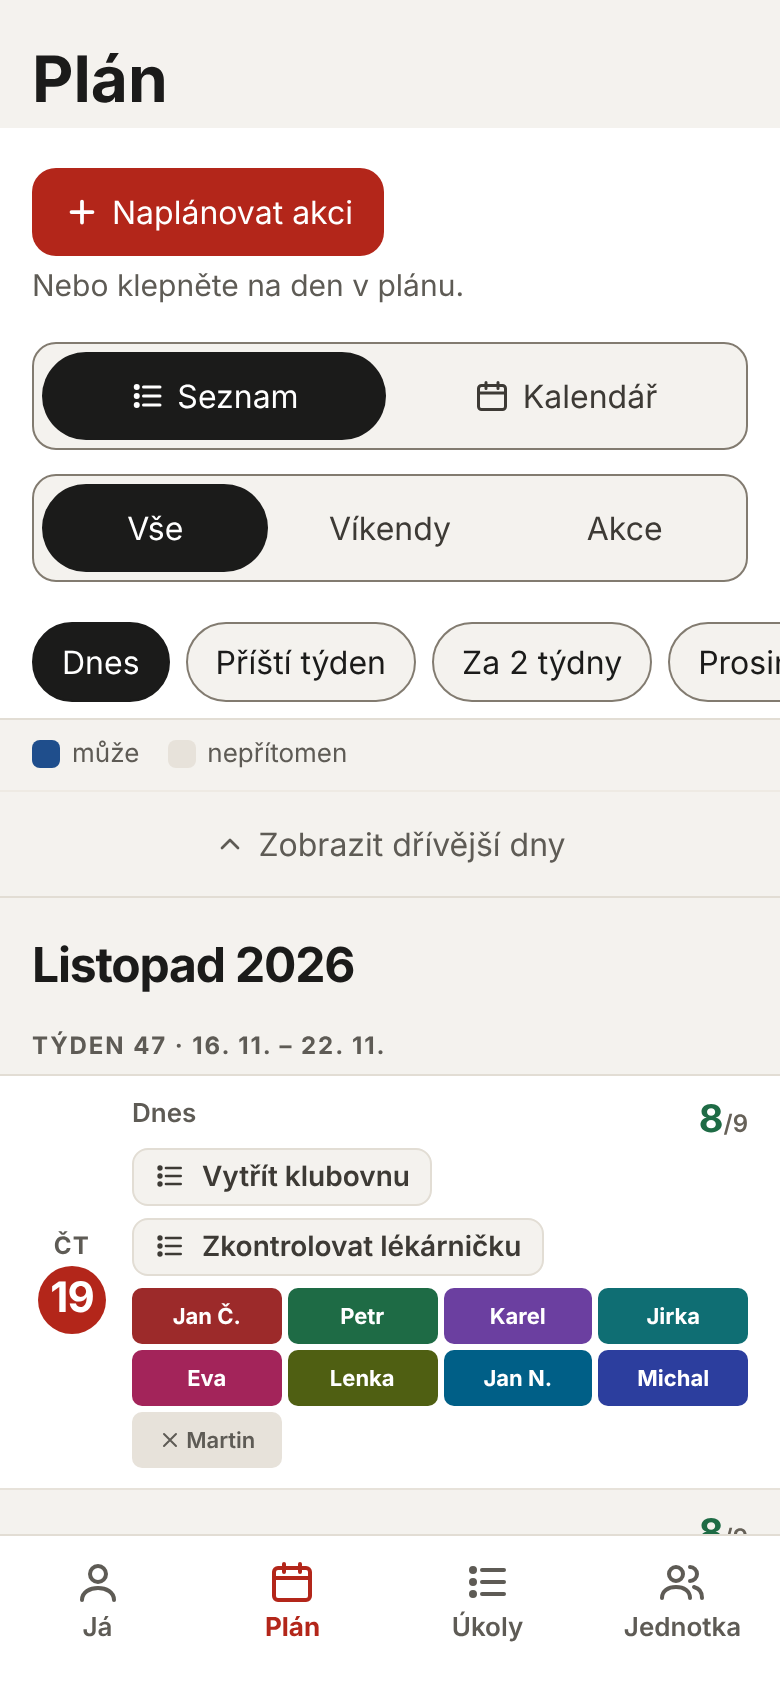 Plán
Naplánovat akci
Nebo klepněte na den v plánu.
Seznam Kalendář
Vše Víkendy Akce
Dnes Příští týden Za 2 týdny
může nepřítomen
Zobrazit dřívější dny
Listopad 2026
TÝDEN 47 · 16. 11. – 22. 11.
Dnes 8/9
Vytřít klubovnu
Zkontrolovat lékárničku
ČT
19
Jan Č. Petr Karel Jirka
Eva Lenka Jan N. Michal
Martin
8/9
Já Plán Úkoly Jednotka